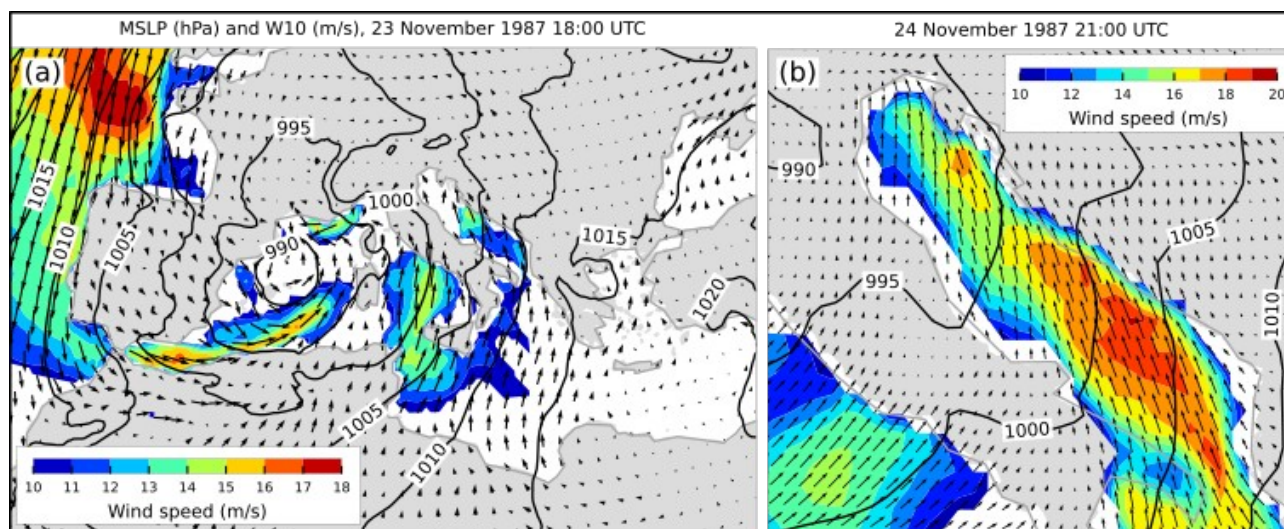 MSLP (hPa) and W10 (m/s), 23 November 1987 18:00 UTC
24 November 1987 21:00 UTC
(a)
995
1015
1010
1005
1000
990
1015
1020
1005
1010
10 11 12 13 14 15 16 17 18
Wind speed (m/s)
(b)
10 12 14 16 18 20
Wind speed (m/s)
990
1005
995
1010
1000